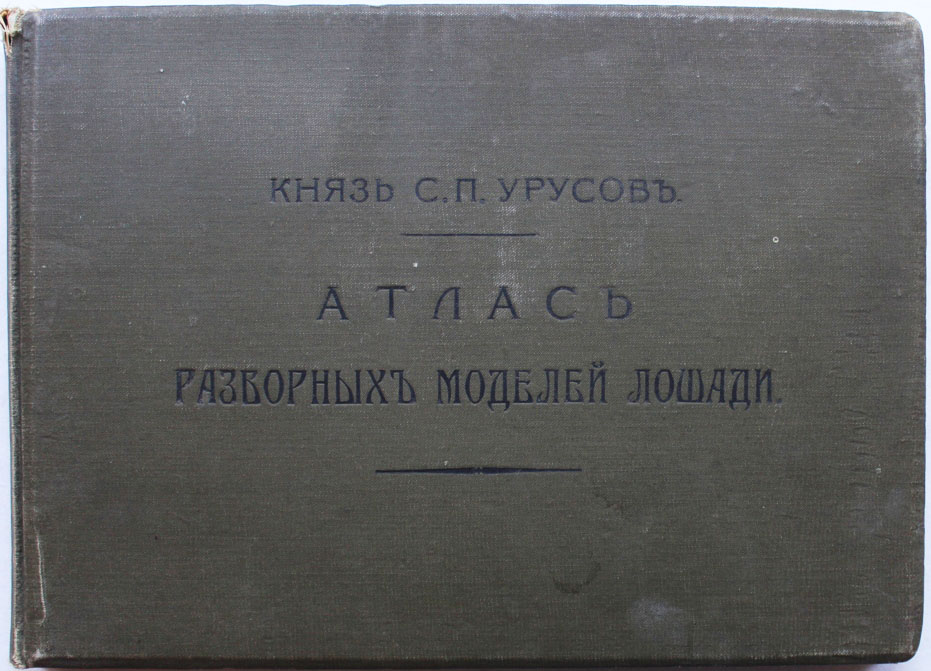 КНЯЗЬ С. П. УРУСОВЪ.
АТЛАСЪ
РАЗБОРНЫХЪ МОДЕЛЕЙ ЛОШАДИ.